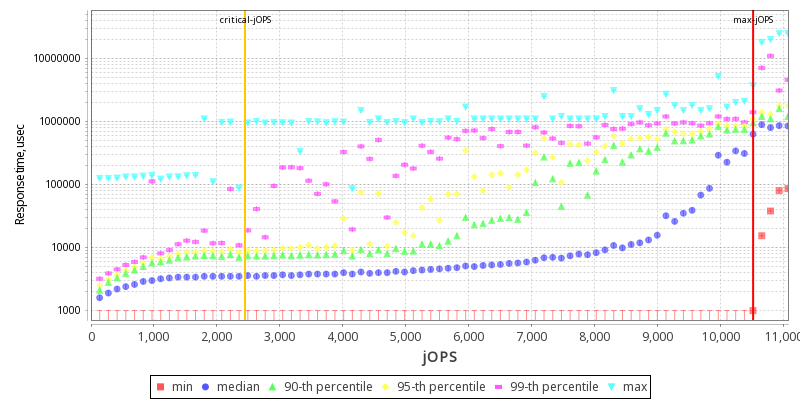 critical-jOPS max-jOPS
Response time, usec
10000000
1000000
100000
10000
1000
0 1,000 2,000 3,000 4,000 5,000 6,000 7,000 8,000 9,000 10,000 11,000
jOPS
min median 90-th percentile 95-th percentile 99-th percentile max